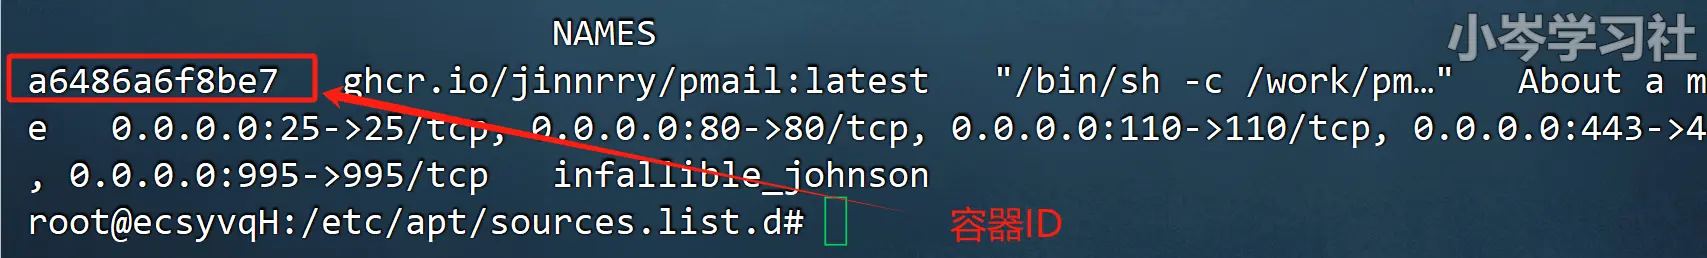 小岑学习社
NAMES
a6486a6f8be7 ghcr.io/jinnrry/pmail:latest "/bin/sh -c /work/pm…" About a m
e 0.0.0.0:25->25/tcp, 0.0.0.0:80->80/tcp, 0.0.0.0:110->110/tcp, 0.0.0.0:443->4
, 0.0.0.0:995->995/tcp infallible_johnson
root@ecsyvqH:/etc/apt/sources.list.d#
容器ID